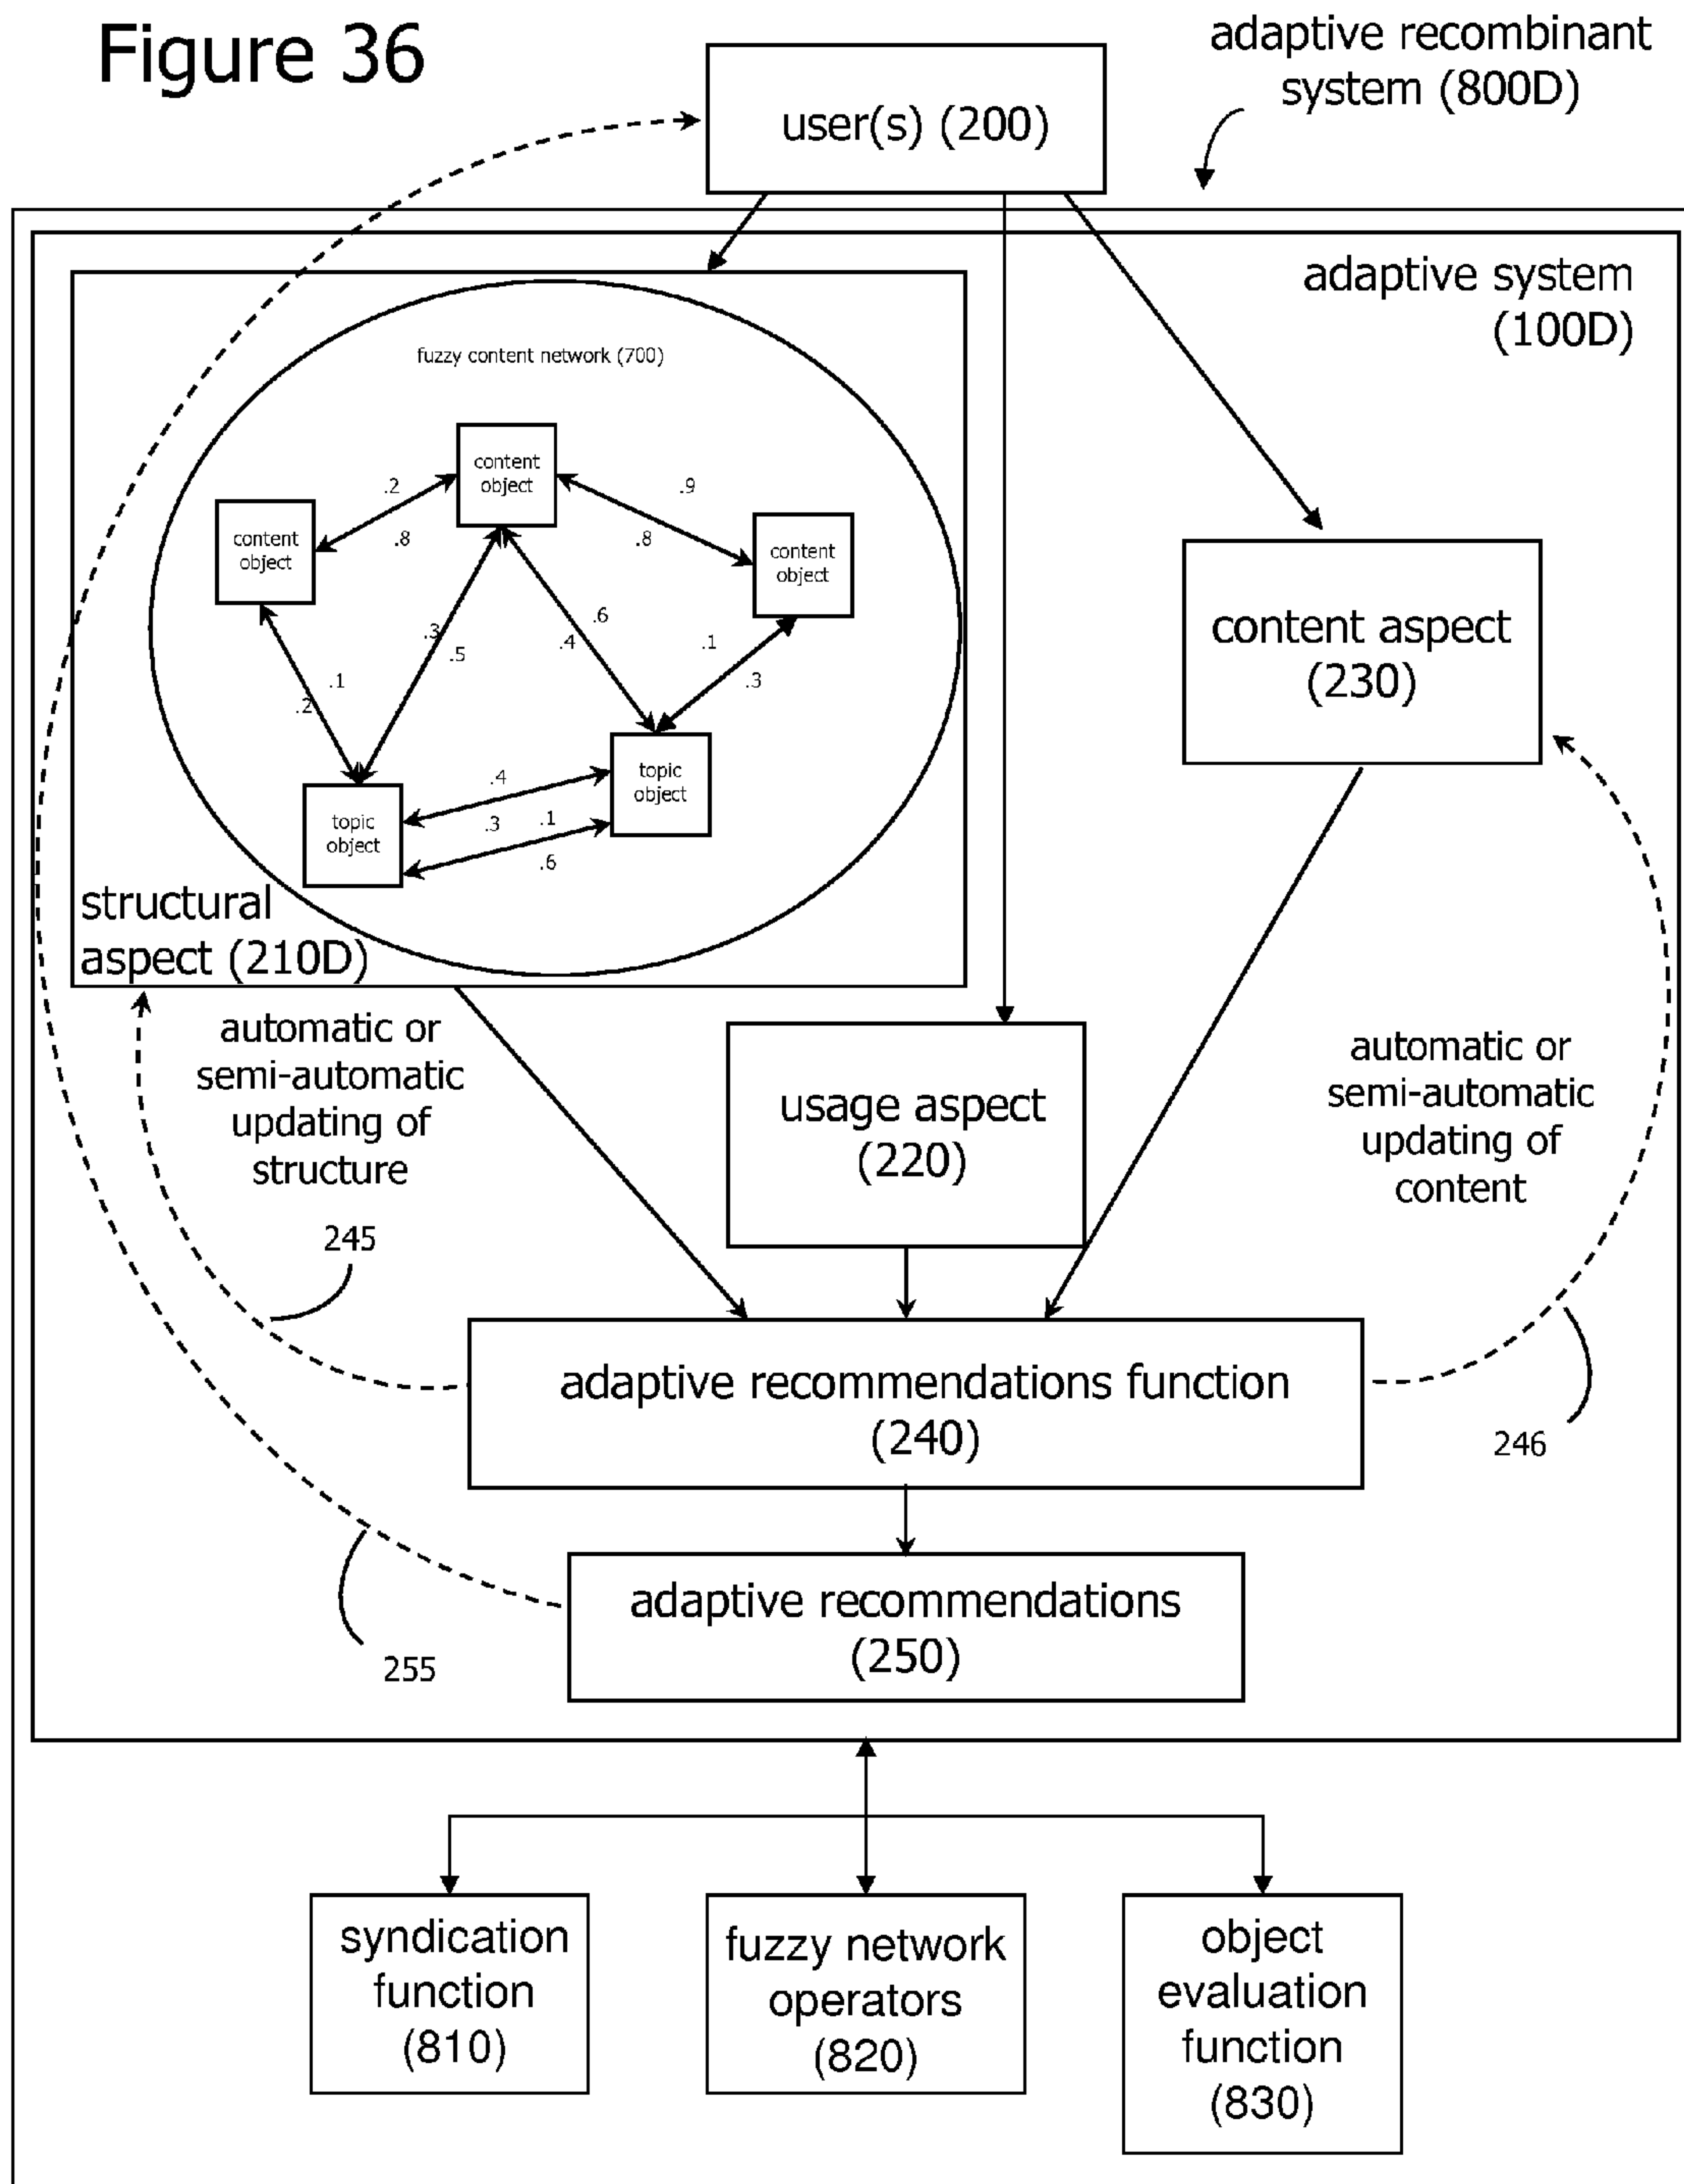 Figure 36
adaptive recombinant
system (800D)
user(s) (200)
adaptive system
(100D)
fuzzy content network (700)
content
object
.2
.9
content
object
.8
.8
content
object
.6
.3
.4
.1
.5
.1
.3
.2
topic
object
.4
topic
object
.3
.1
.6
content aspect
(230)
structural
aspect (210D)
automatic or
semi-automatic
updating of
structure
usage aspect
(220)
automatic or
semi-automatic
updating of
content
245
adaptive recommendations function
(240)
246
adaptive recommendations
(250)
255
syndication
function
(810)
fuzzy network
operators
(820)
object
evaluation
function
(830)